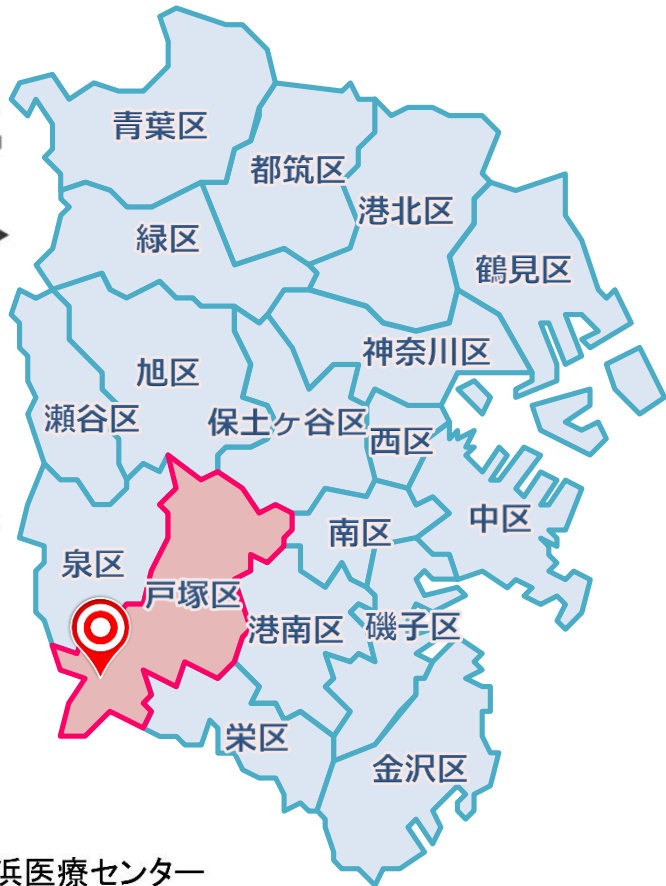 青葉区
都筑区
港北区
緑区
鶴見区
神奈川区
旭区
瀬谷区
保土ヶ谷区
西区
中区
南区
泉区
戸塚区
港南区
磯子区
栄区
金沢区
浜医療センター